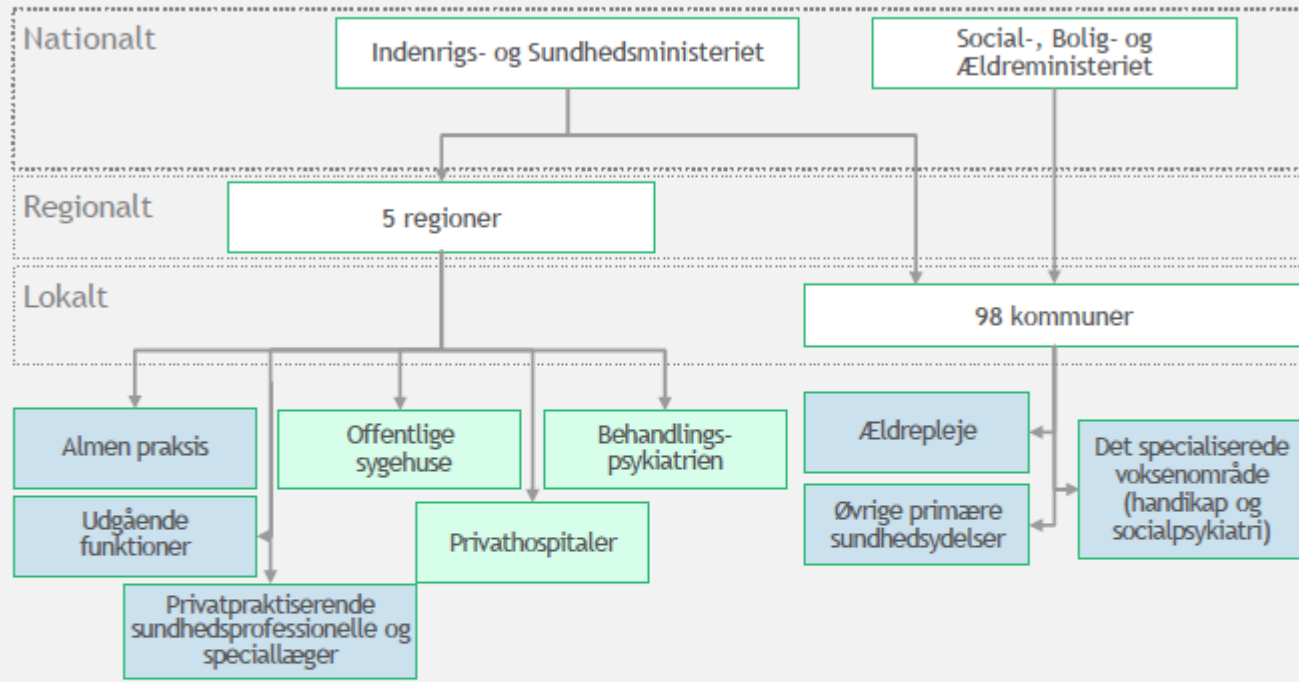 Nationalt
Indenrigs- og Sundhedsministeriet
Social-, Bolig- og
Ældreministeriet
Regionalt
5 regioner
Lokalt
98 kommuner
Almen praksis
Offentlige
sygehuse
Behandlings-
psykiatrien
Ældrepleje
Det specialiserede
voksenområde
(handikap og
socialpsykiatri)
Udgående
funktioner
Privathospitaler
Øvrige primære
sundhedsydelser
Privatpraktiserende
sundhedsprofessionelle og
speciallæger